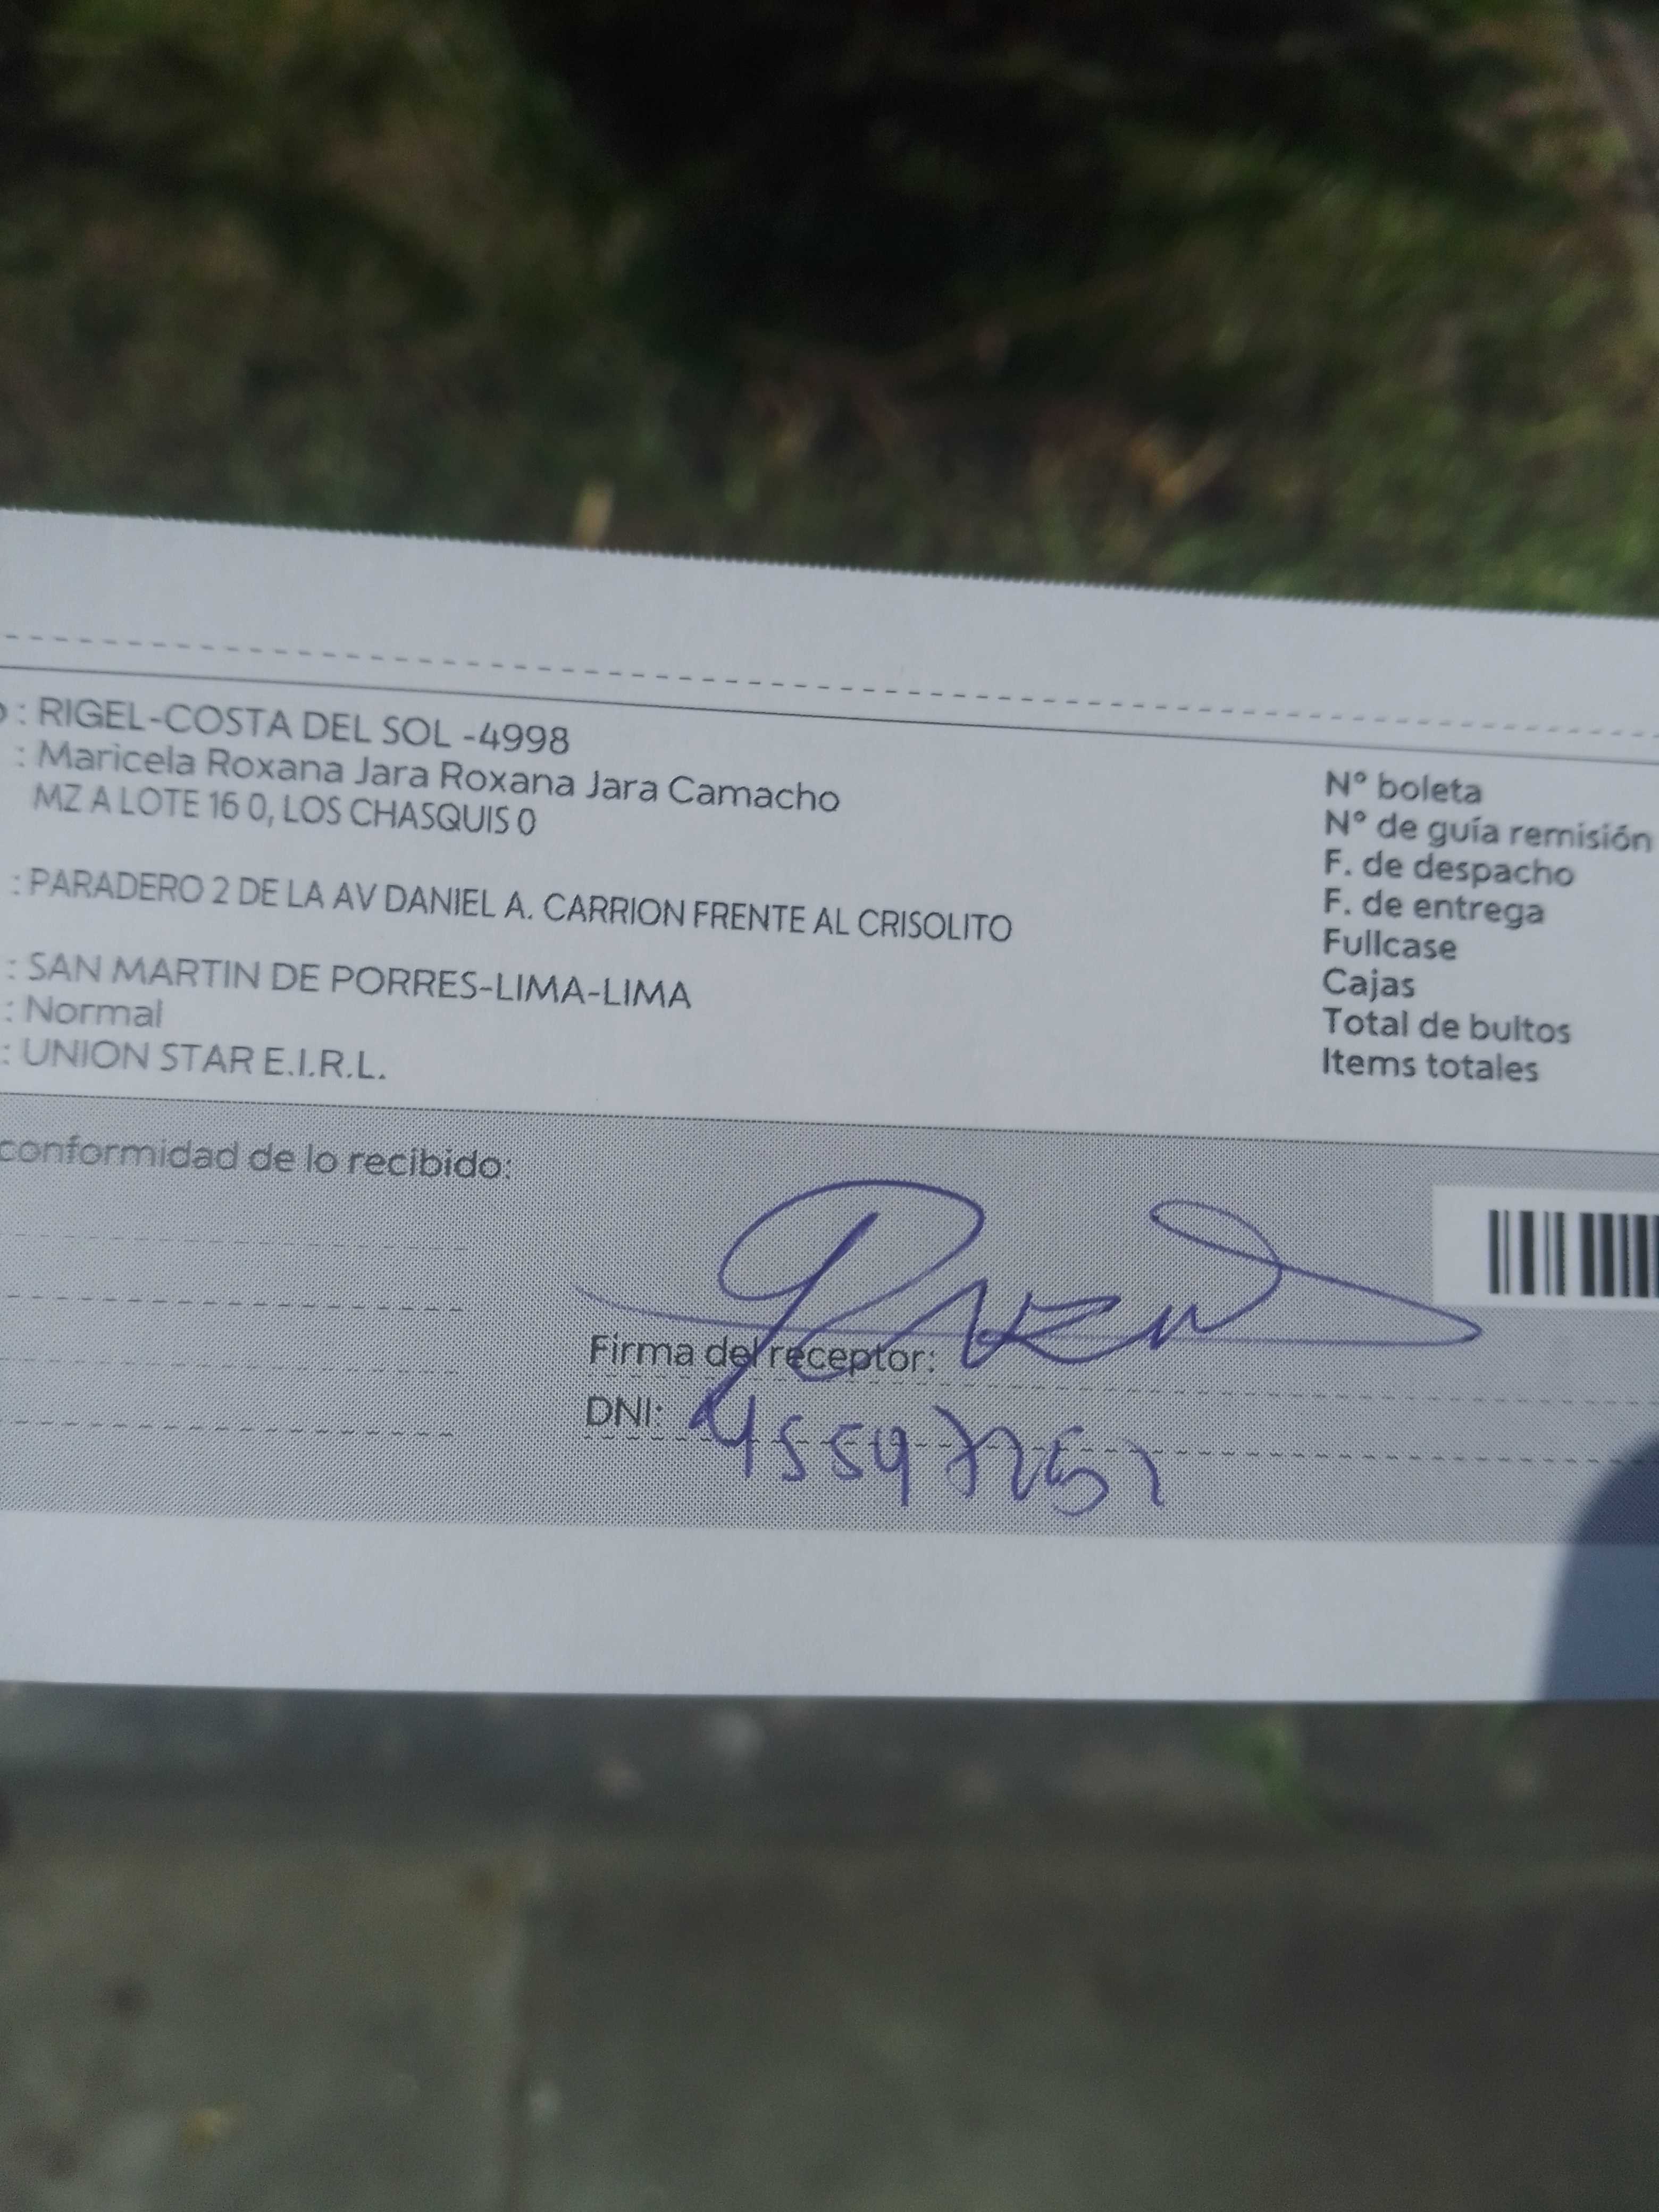 : RIGEL-COSTA DEL SOL -4998
: Maricela Roxana Jara Roxana Jara Camacho
MZ A LOTE 16 0, LOS CHASQUIS 0
: PARADERO 2 DE LA AV DANIEL A. CARRION FRENTE AL CRISOLITO
: SAN MARTIN DE PORRES-LIMA-LIMA
: Normal
: UNION STAR E.I.R.L.
N° boleta
N° de guía remisión
F. de despacho
F. de entrega
Fullcase
Cajas
Total de bultos
Items totales
conformidad de lo recibido:
Firma del receptor:
DNI: